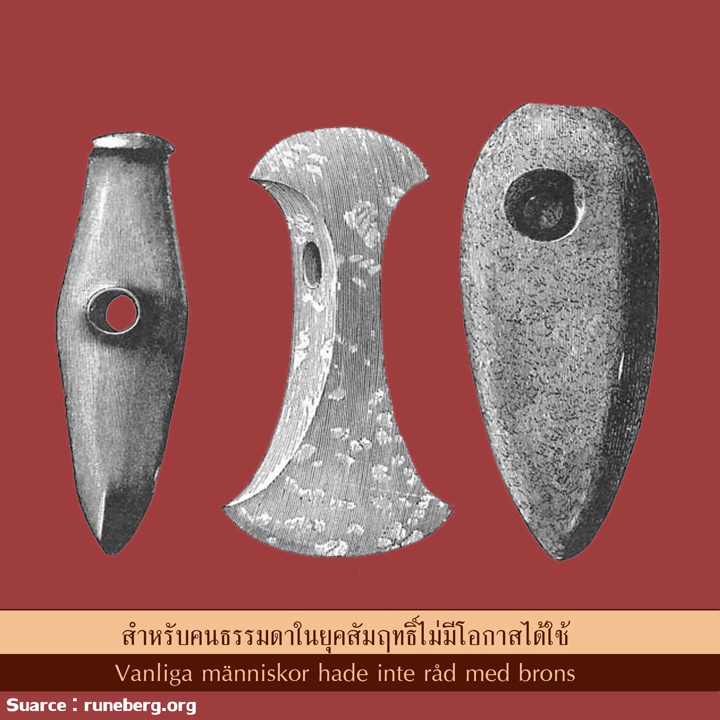 สำหรับคนธรรมดาในยุคสัมฤทธิ์ไม่มีโอกาสได้ใช้
Vanliga människor hade inte råd med brons
Suarce : runeberg.org